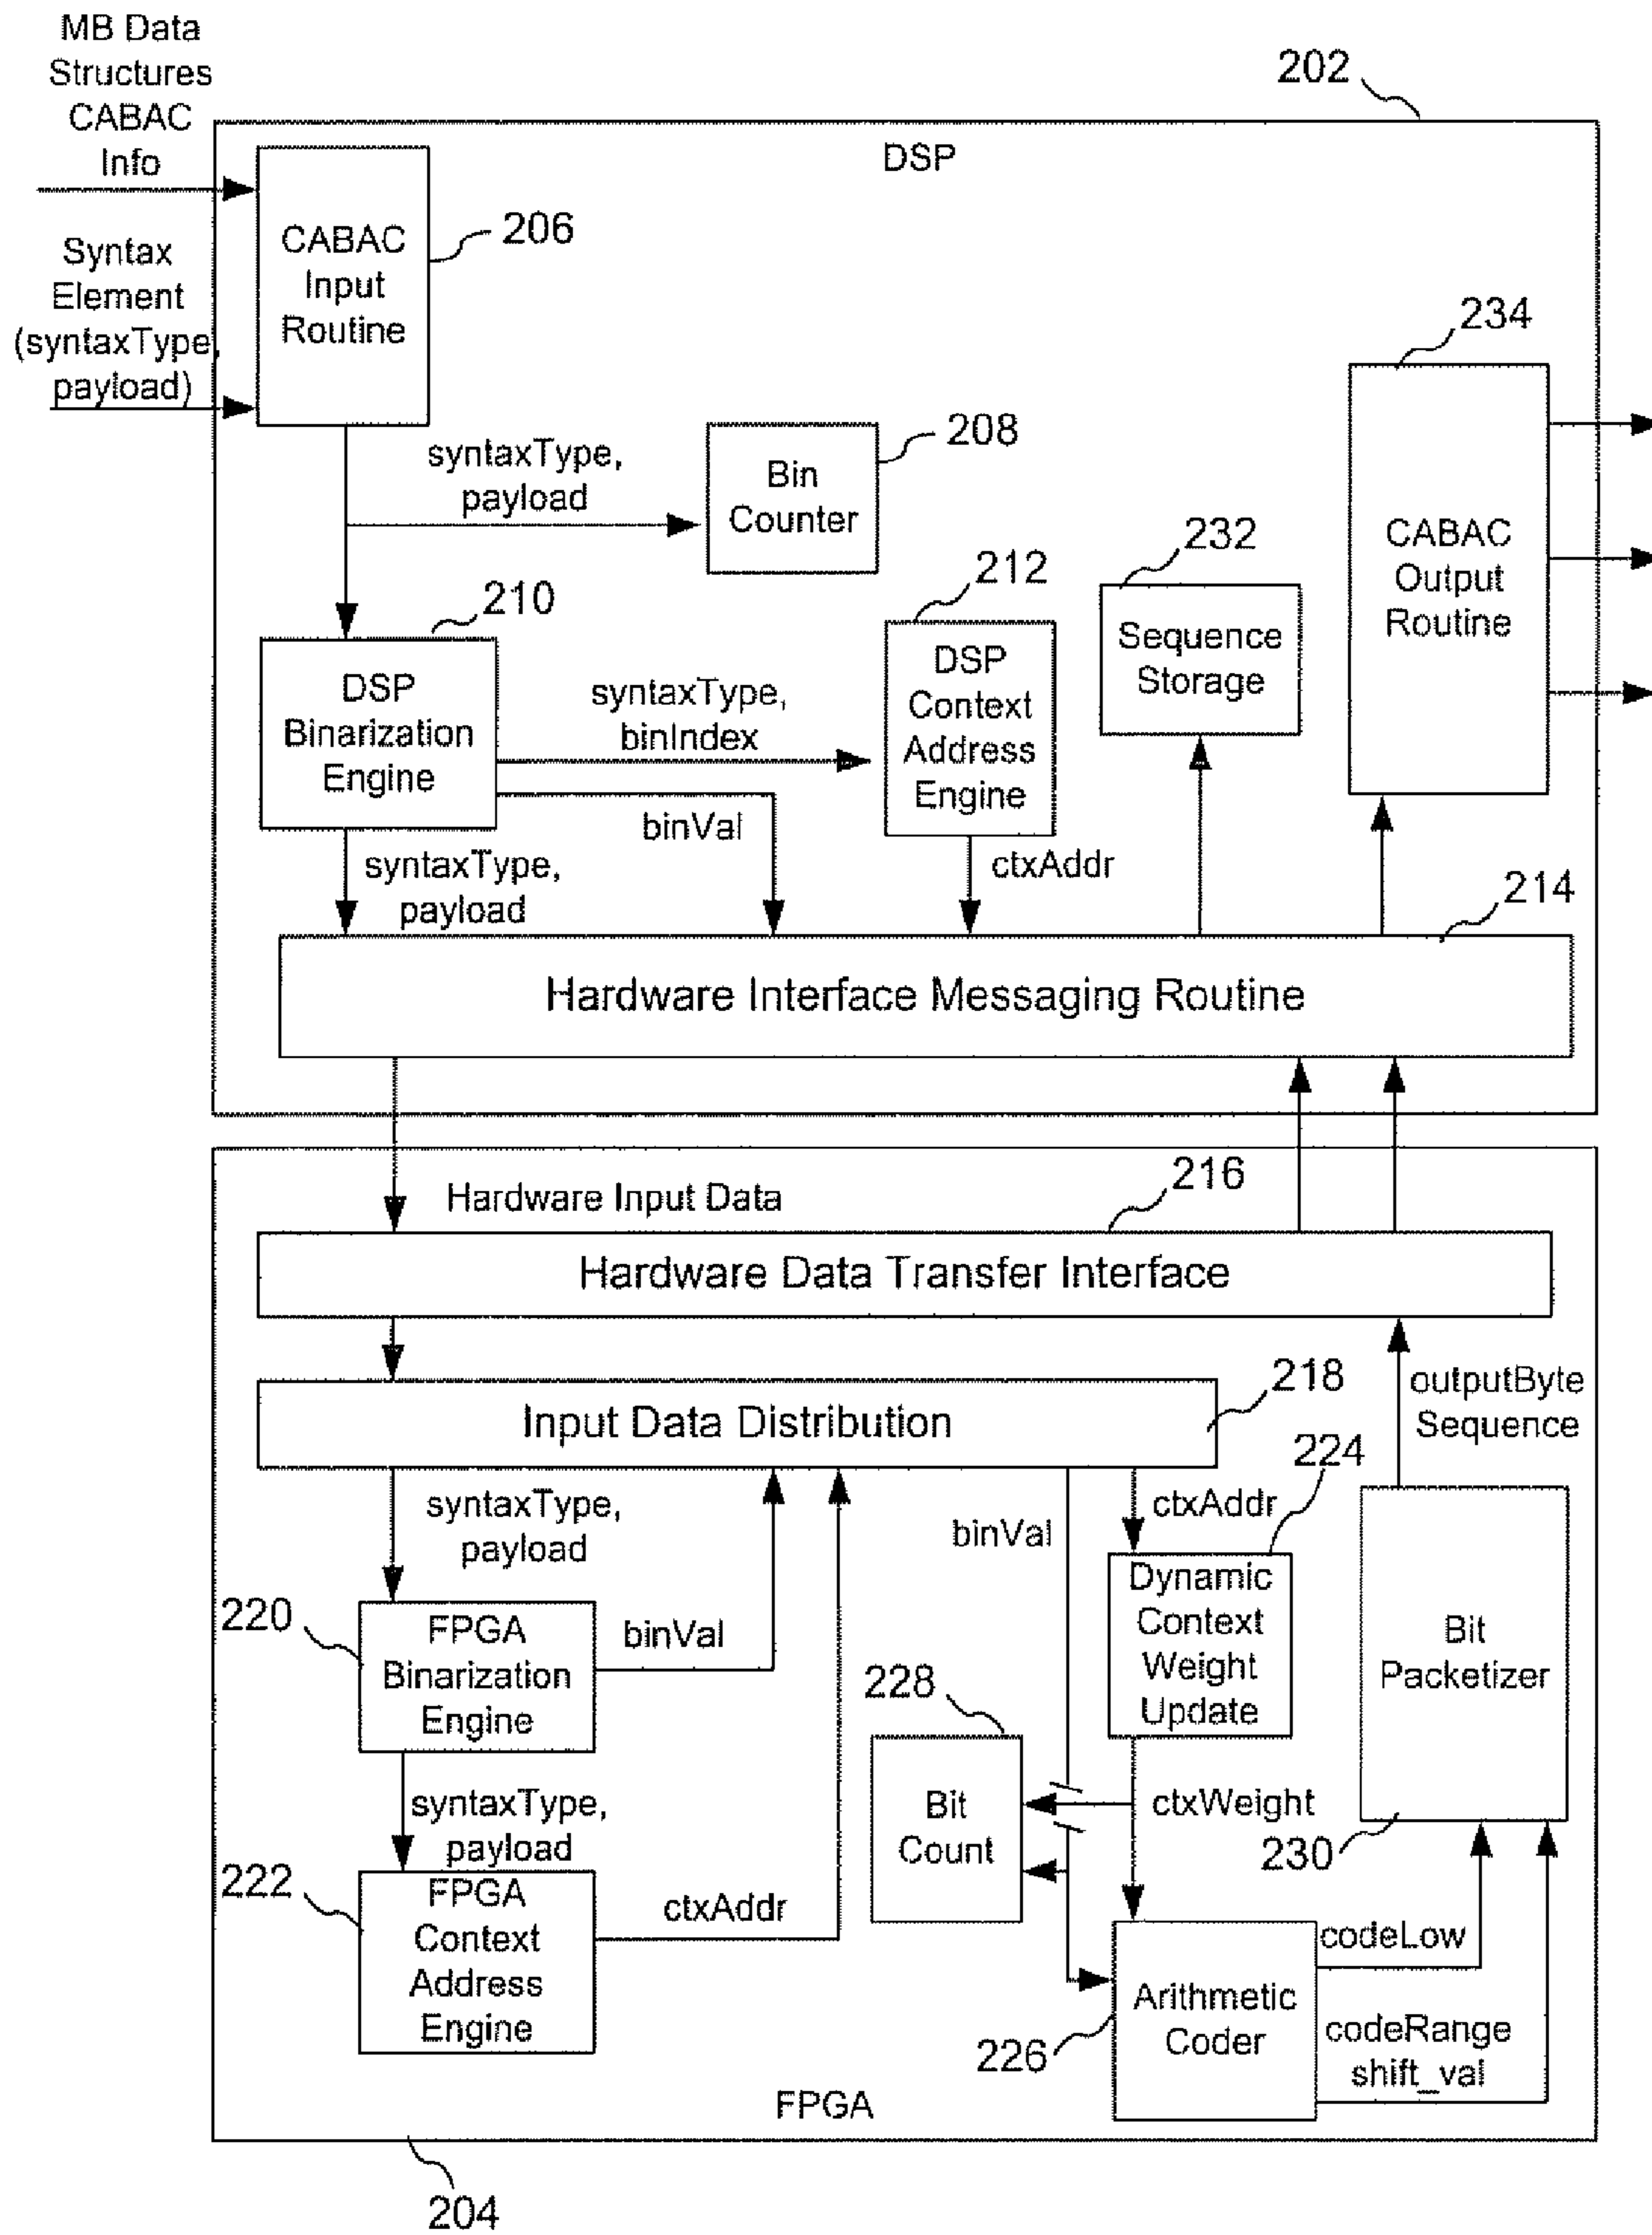 MB Data
Structures
CABAC
Info
202
DSP
CABAC
Input
Routine
206
Syntax
Element
(syntaxType,
payload)
234
syntaxType,
payload
208
Bin
Counter
CABAC
Output
Routine
232
Sequence
Storage
212
DSP
Context
Address
Engine
210
DSP
Binarization
Engine
syntaxType,
binIndex
binVal
syntaxType,
payload
ctxAddr
214
Hardware Interface Messaging Routine
216
Hardware Input Data
Hardware Data Transfer Interface
218
Input Data Distribution
outputByte
Sequence
224
syntaxType,
payload
binVal
ctxAddr
220
FPGA
Binarization
Engine
binVal
Dynamic
Context
Weight
Update
Bit
Packetizer
228
Bit
Count
ctxWeight
230
syntaxType,
payload
222
FPGA
Context
Address
Engine
ctxAddr
codeLow
Arithmetic
Coder
226
codeRange
shift_val
FPGA
204